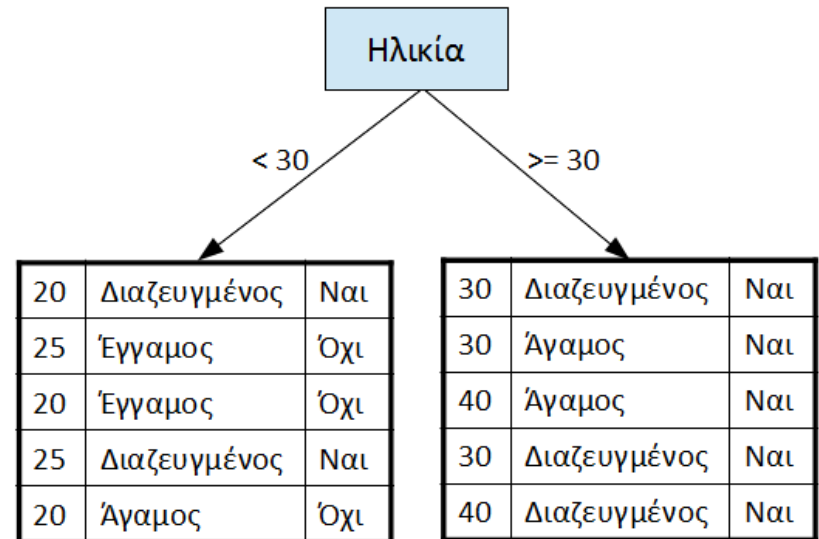 Ηλικία
< 30
>= 30
20 Διαζευγμένος Ναι
25 Έγγαμος Όχι
20 Έγγαμος Όχι
25 Διαζευγμένος Ναι
20 Άγαμος Όχι
30 Διαζευγμένος Ναι
30 Άγαμος Ναι
40 Άγαμος Ναι
30 Διαζευγμένος Ναι
40 Διαζευγμένος Ναι